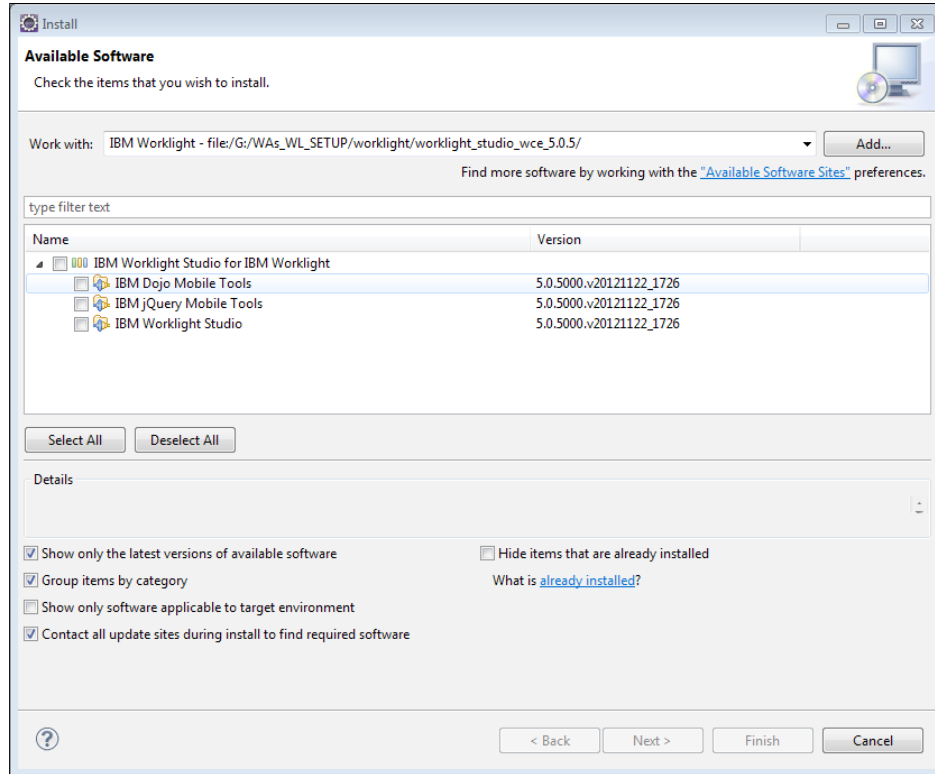 Install
Available Software
Check the items that you wish to install.
Work with: IBM Worklight - file:/G:/WAs_WL_SETUP/worklight/worklight_studio_wce_5.0.5/ Add...
Find more software by working with the "Available Software Sites" preferences.
type filter text
Name Version
IBM Worklight Studio for IBM Worklight
IBM Dojo Mobile Tools 5.0.5000.v20121122_1726
IBM jQuery Mobile Tools 5.0.5000.v20121122_1726
IBM Worklight Studio 5.0.5000.v20121122_1726
Select All Deselect All
Details
Show only the latest versions of available software Hide items that are already installed
Group items by category What is already installed?
Show only software applicable to target environment
Contact all update sites during install to find required software
? < Back Next > Finish Cancel